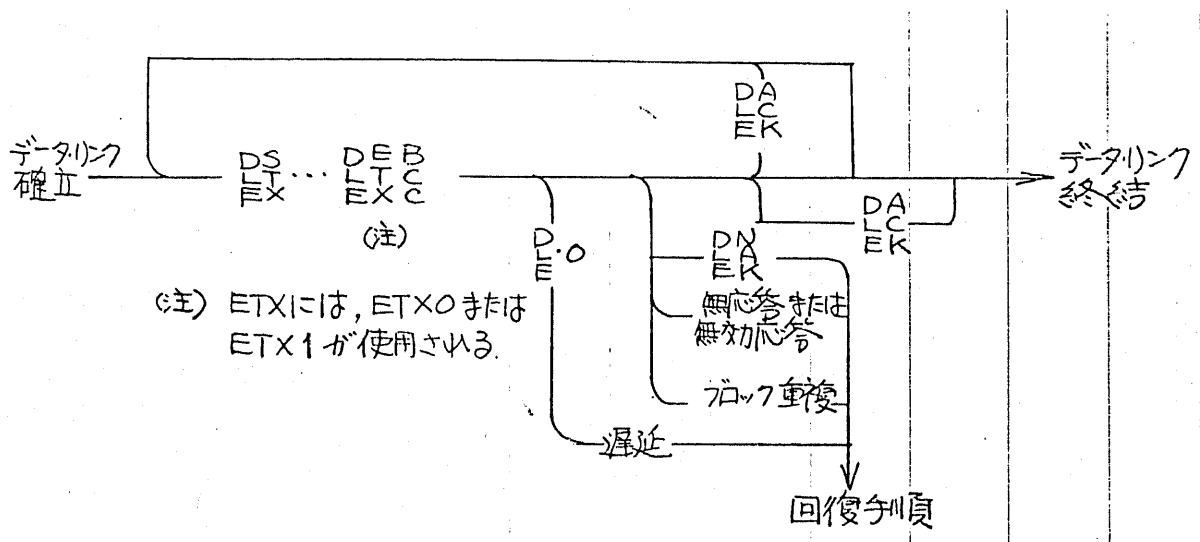 DA
LC
EK
データ・リンク
確立
DS
LT
EX
...
DEB
LTC
EXC
(注)
データ・リンク
終結
DA
LC
EK
D
L・0
E
DN
LA
EK
無応答または
無効応答
(注) ETXには, ETX0または
ETX1が使用される.
ブロック重複
遅延
回復手順